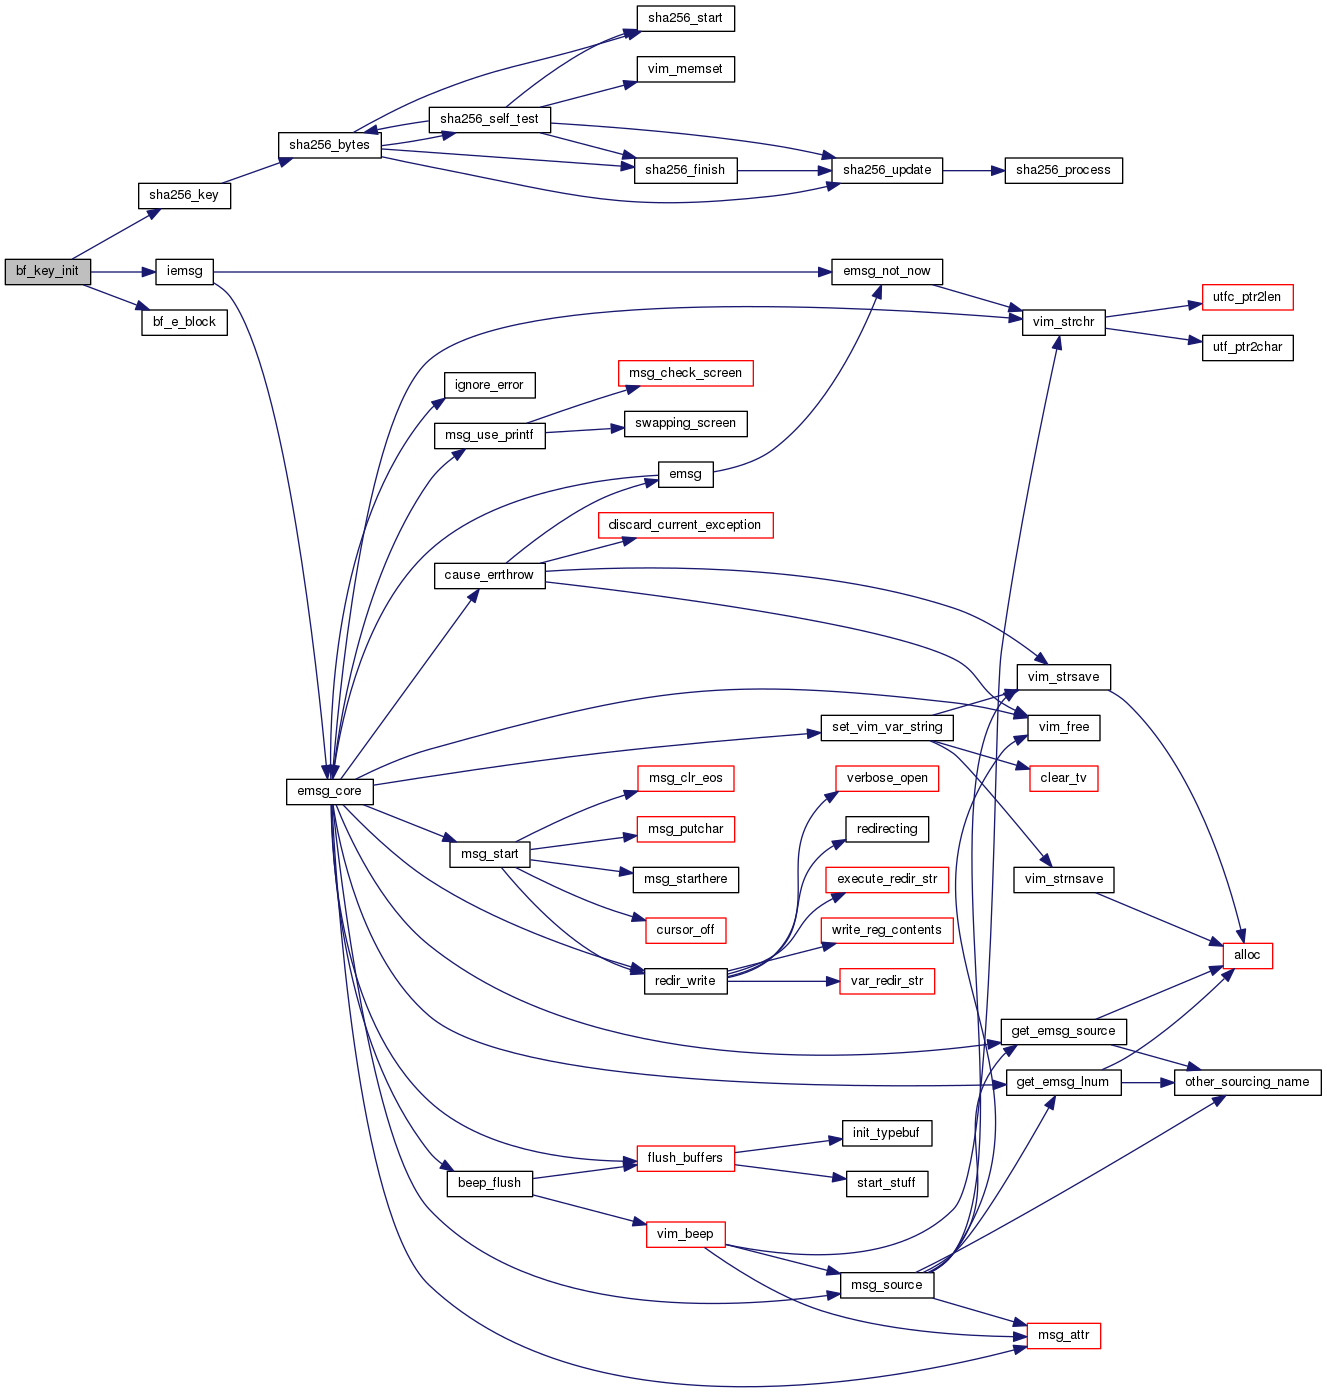 sha256_start
vim_memset
sha256_self_test
sha256_bytes
sha256_finish
sha256_update
sha256_process
sha256_key
bf_key_init
iemsg
emsg_not_now
bf_e_block
utfc_ptr2len
vim_strchr
utf_ptr2char
msg_check_screen
ignore_error
swapping_screen
msg_use_printf
emsg
discard_current_exception
cause_errthrow
vim_strsave
set_vim_var_string
vim_free
msg_clr_eos
verbose_open
clear_tv
emsg_core
msg_putchar
redirecting
msg_start
msg_starthere
execute_redir_str
vim_strnsave
cursor_off
write_reg_contents
alloc
redir_write
var_redir_str
get_emsg_source
get_emsg_lnum
other_sourcing_name
init_typebuf
flush_buffers
beep_flush
start_stuff
vim_beep
msg_source
msg_attr